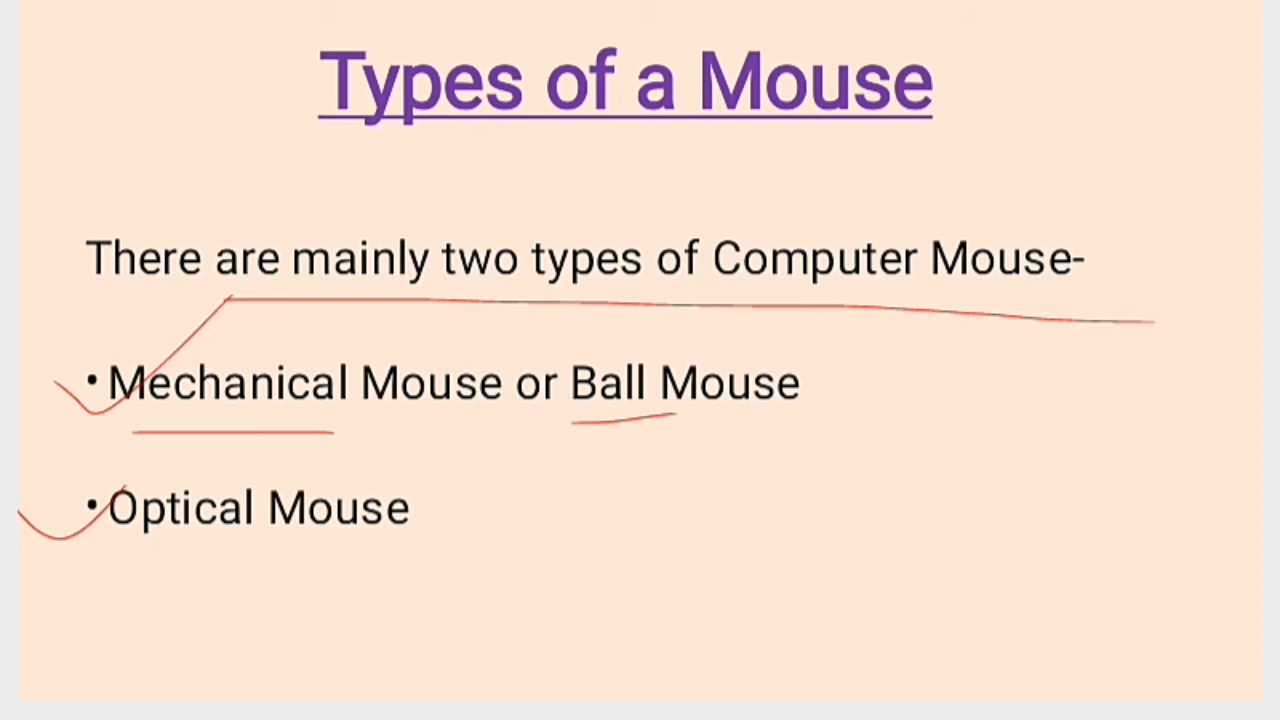 Types of a Mouse
There are mainly two types of Computer Mouse-
• Mechanical Mouse or Ball Mouse
• Optical Mouse